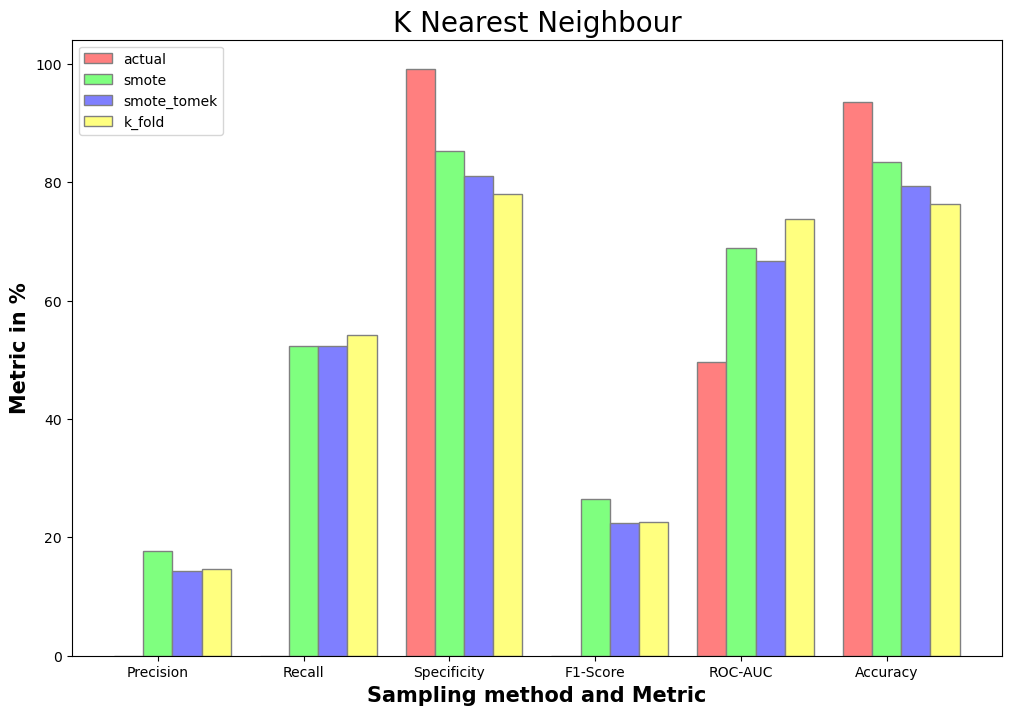 K Nearest Neighbour
actual
smote
smote_tomek
k_fold
100
80
60
40
20
0
Metric in %
Precision Recall Specificity F1-Score ROC-AUC Accuracy
Sampling method and Metric